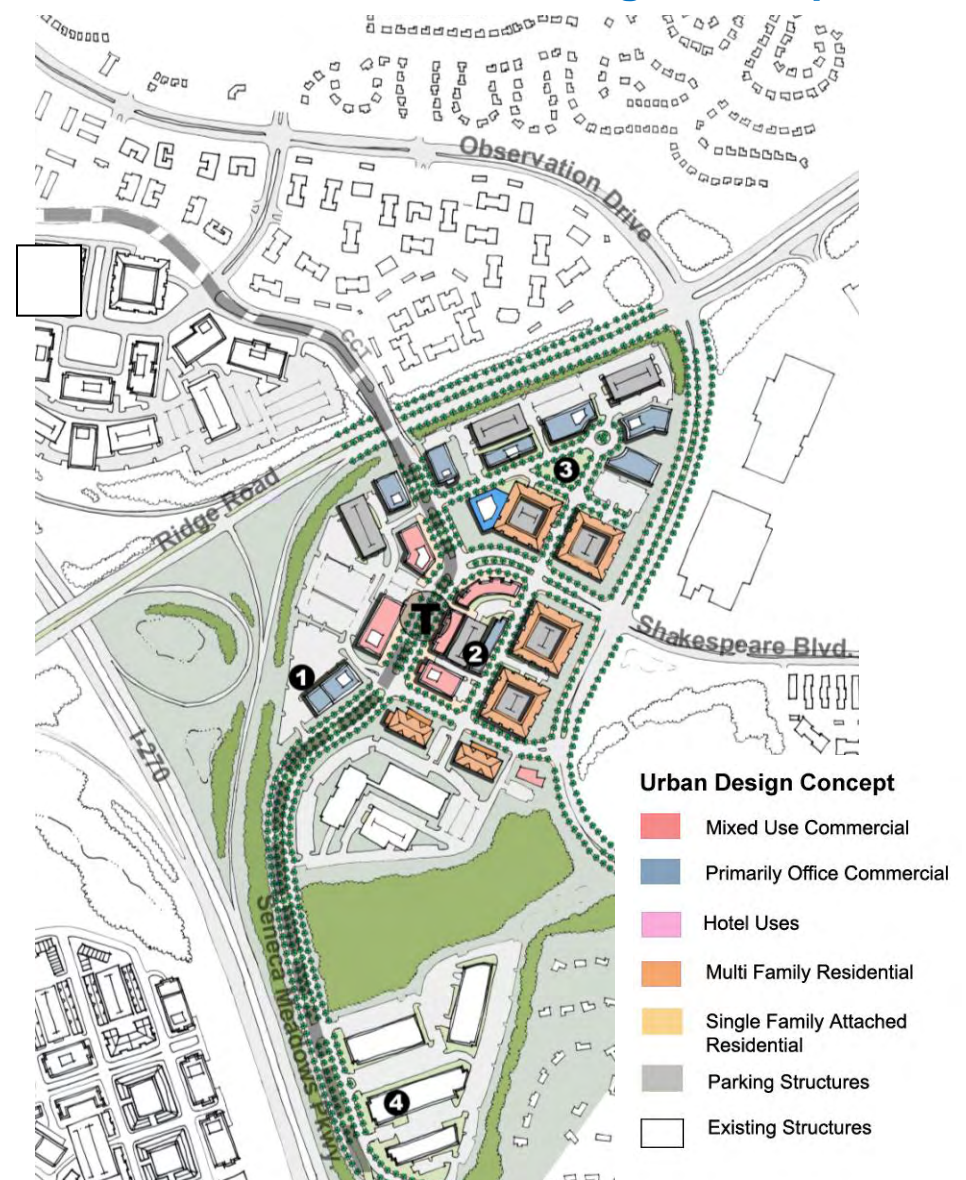 Observation Drive
CCT
Ridge Road
3
T
Shakespeare Blvd.
2
1
I-270
Urban Design Concept
Mixed Use Commercial
Primarily Office Commercial
Hotel Uses
Multi Family Residential
Single Family Attached
Residential
Parking Structures
Existing Structures
Seneca Meadows Pkwy.
4